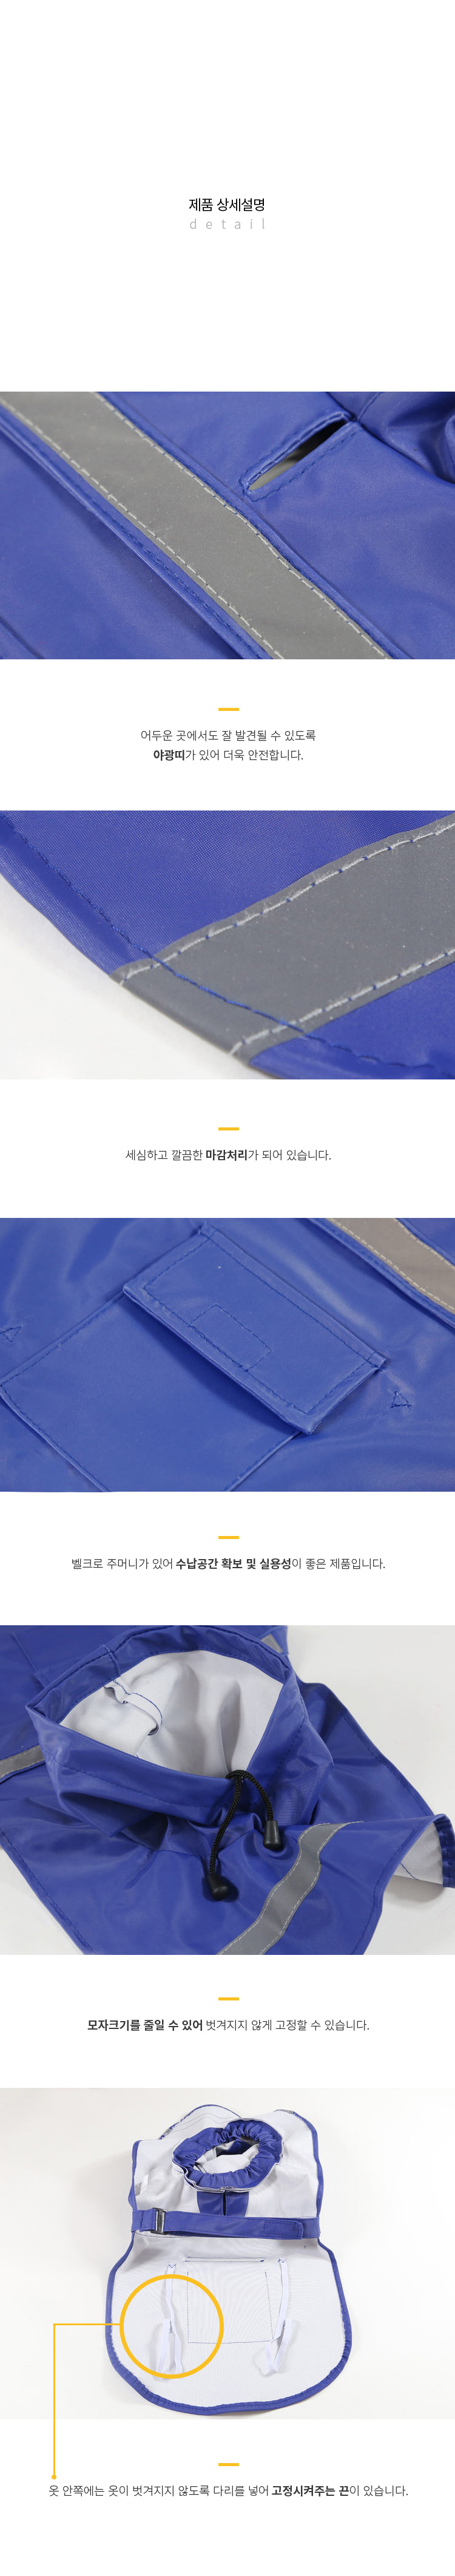 제품 상세설명
detail
어두운 곳에서도 잘 발견될 수 있도록
야광띠가 있어 더욱 안전합니다.
세심하고 깔끔한 마감처리가 되어 있습니다.
벨크로 주머니가 있어 수납공간 확보 및 실용성이 좋은 제품입니다.
모자크기를 줄일 수 있어 벗겨지지 않게 고정할 수 있습니다.
옷 안쪽에는 옷이 벗겨지지 않도록 다리를 넣어 고정시켜주는 끈이 있습니다.